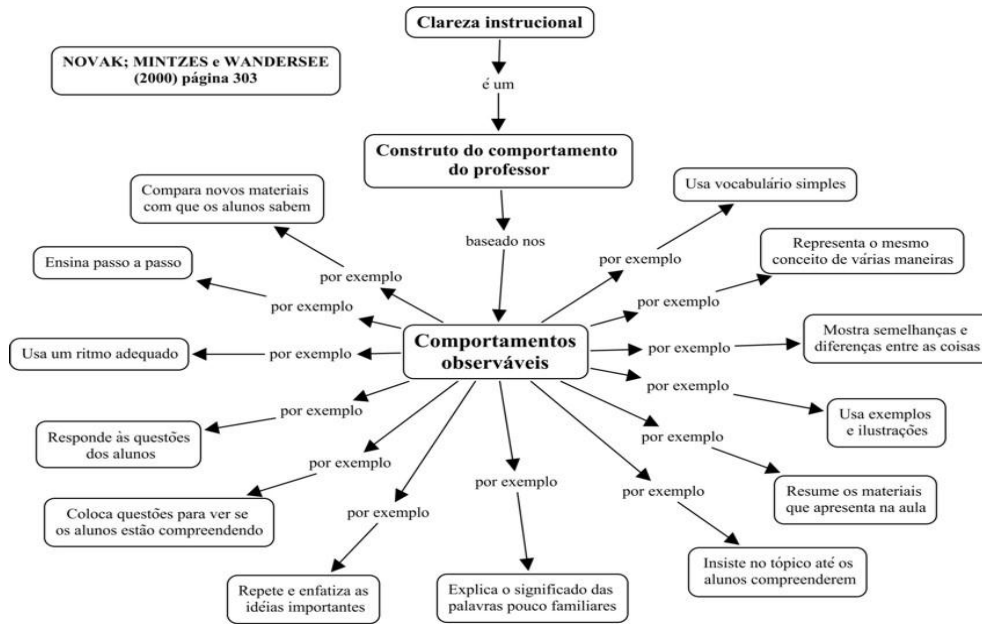 Clareza instrucional
NOVAK; MINTZES e WANDERSEE
(2000) página 303
é um
Construto do comportamento
do professor
baseado nos
Comportamentos
observáveis
por exemplo
Compara novos materiais
com que os alunos sabem
por exemplo
Usa vocabulário simples
por exemplo
Ensina passo a passo
por exemplo
Representa o mesmo
conceito de várias maneiras
por exemplo
Usa um ritmo adequado
por exemplo
Mostra semelhanças e
diferenças entre as coisas
por exemplo
Responde às questões
dos alunos
por exemplo
Usa exemplos
e ilustrações
por exemplo
Coloca questões para ver se
os alunos estão compreendendo
por exemplo
Resume os materiais
que apresenta na aula
por exemplo
Repete e enfatiza as
idéias importantes
por exemplo
Explica o significado das
palavras pouco familiares
por exemplo
Insiste no tópico até os
alunos compreenderem